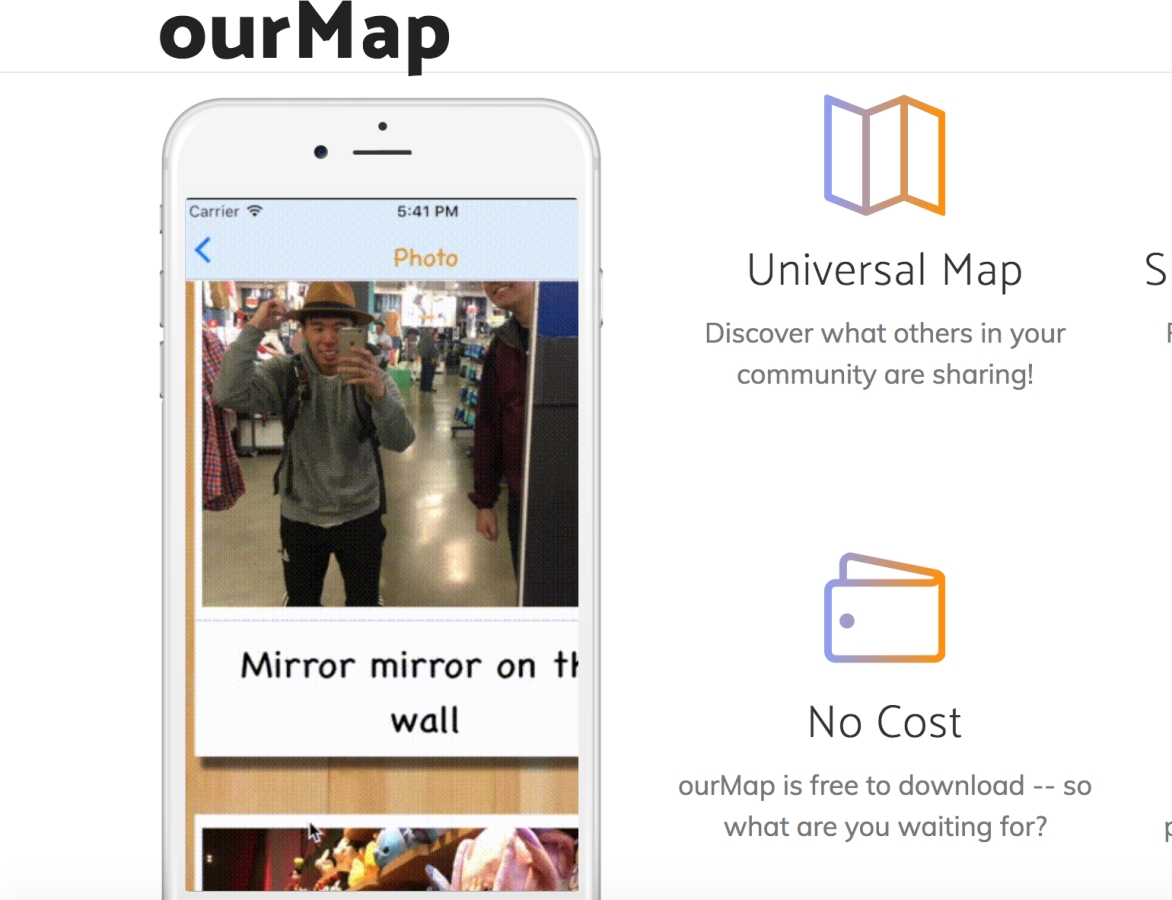 ourMap
Carrier 5:41 PM
Photo
Mirror mirror on
wall
Universal Map
Discover what others in your
community are sharing!
No Cost
ourMap is free to download -- so
what are you waiting for?
S